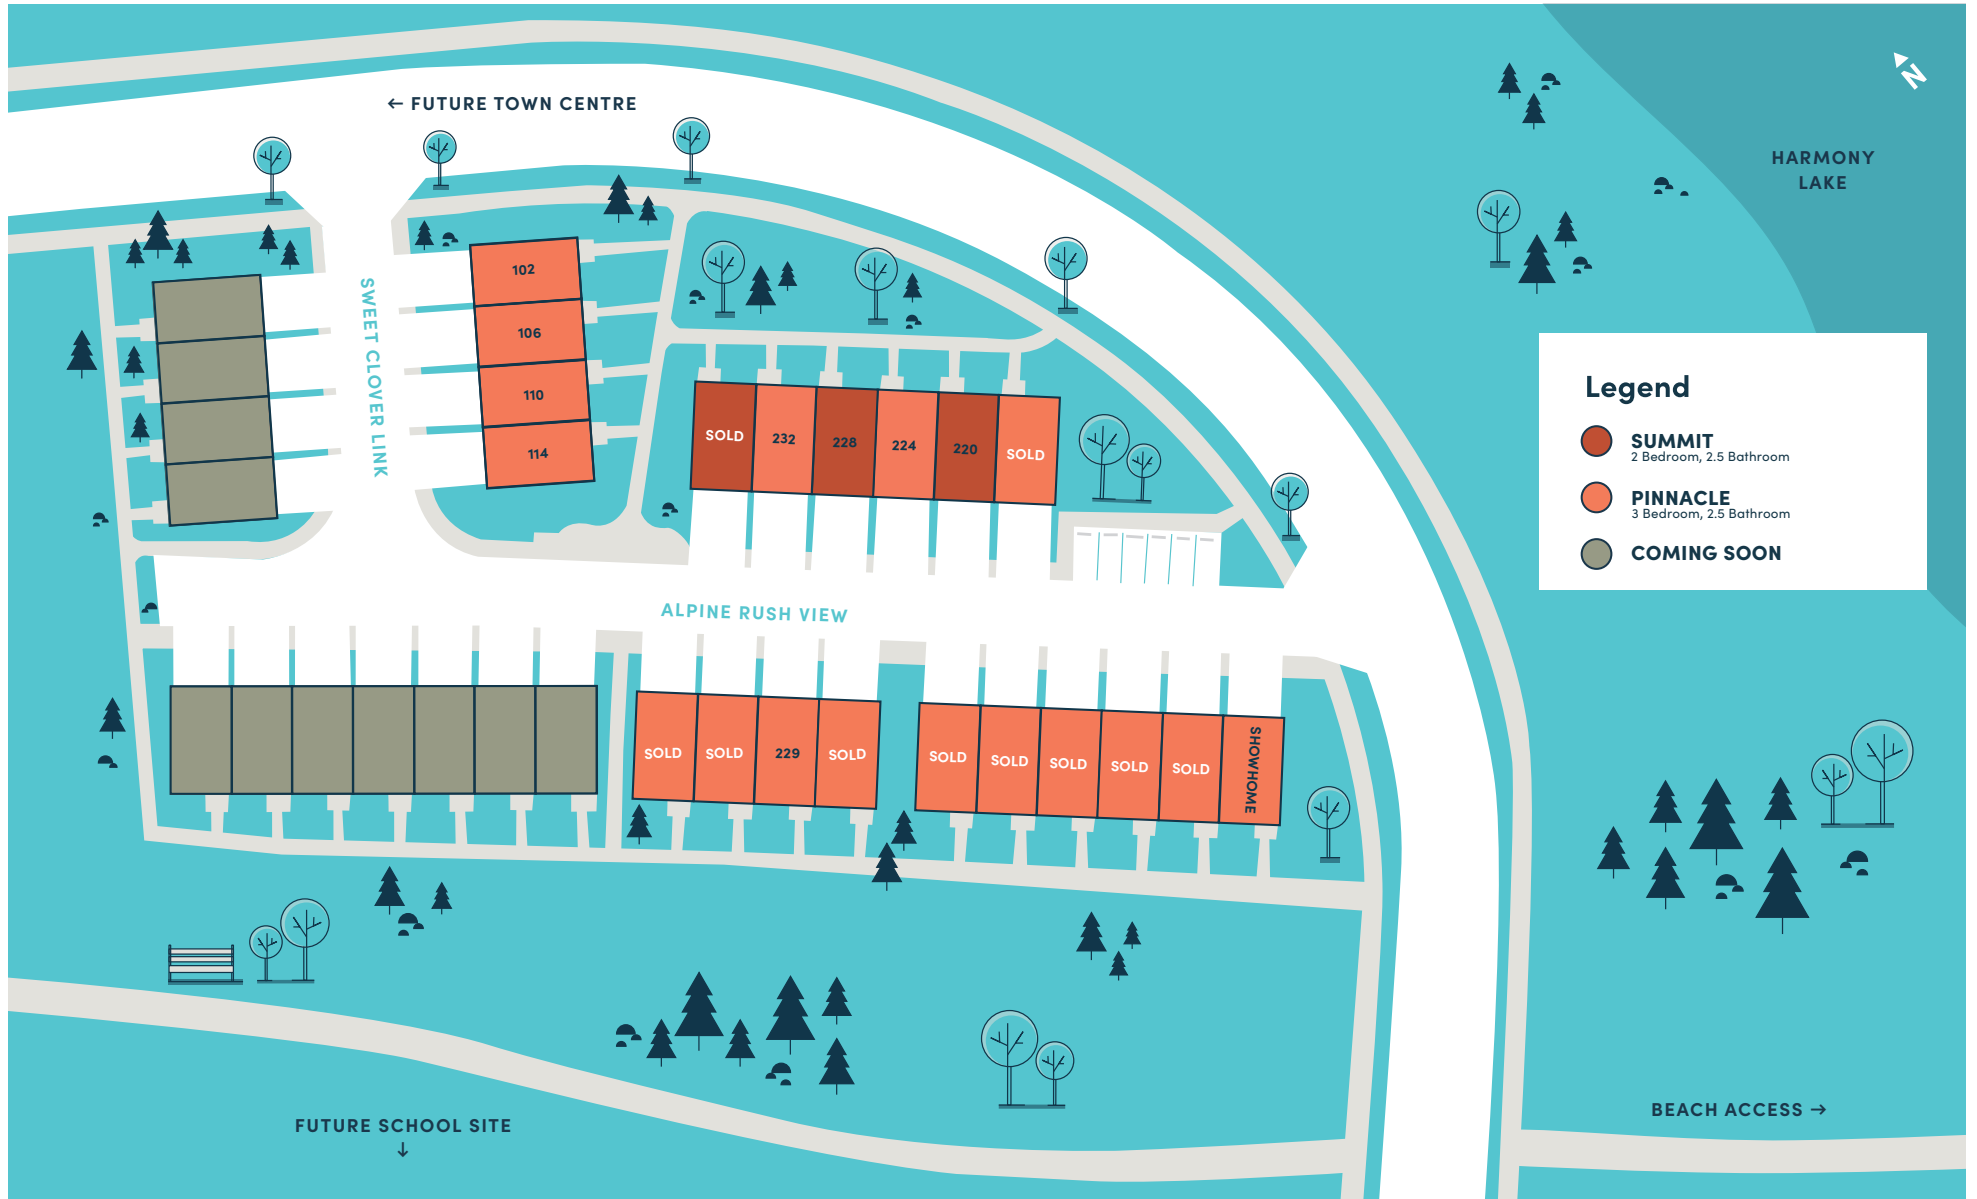 ← FUTURE TOWN CENTRE
N
HARMONY
LAKE
SWEET CLOVER LINK
102
106
110
114
SOLD
232
228
224
220
SOLD
Legend
SUMMIT
2 Bedroom, 2.5 Bathroom
PINNACLE
3 Bedroom, 2.5 Bathroom
COMING SOON
ALPINE RUSH VIEW
SOLD
SOLD
229
SOLD
SOLD
SOLD
SOLD
SOLD
SOLD
SHOWHOME
BEACH ACCESS →
FUTURE SCHOOL SITE
↓